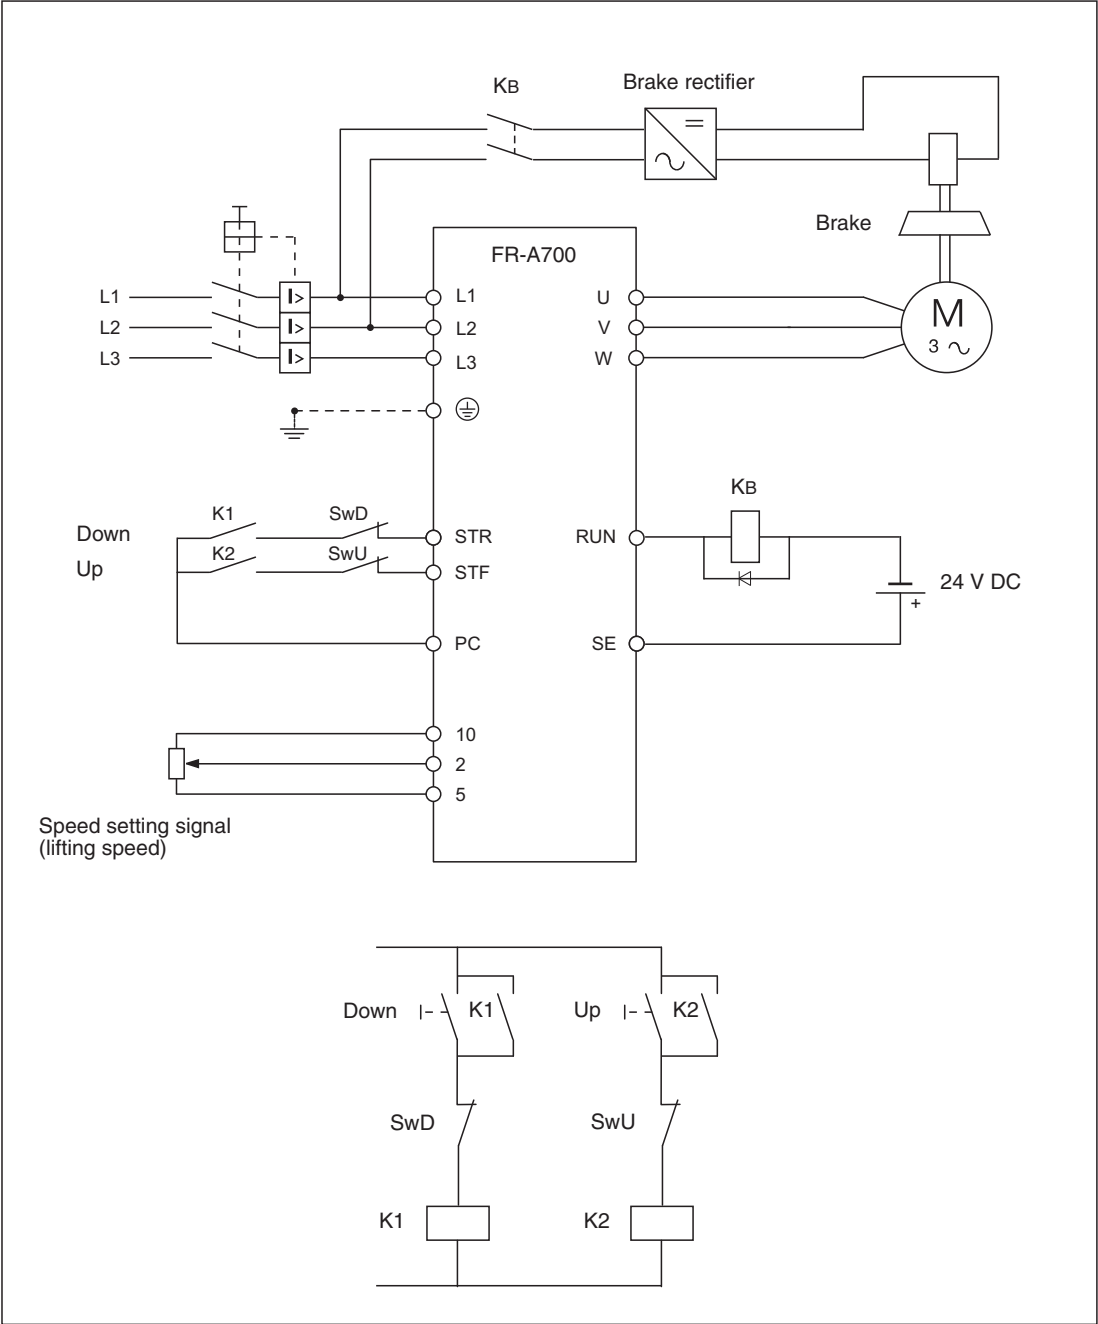 KB
Brake rectifier
Brake
FR-A700
L1
L1
U
M
3
L2
L2
V
L3
L3
W
KB
K1
SwD
Down
STR
RUN
K2
SwU
Up
STF
24 V DC
+
PC
SE
10
2
5
Speed setting signal
(lifting speed)
Down
K1
Up
K2
SwD
SwU
K1
K2